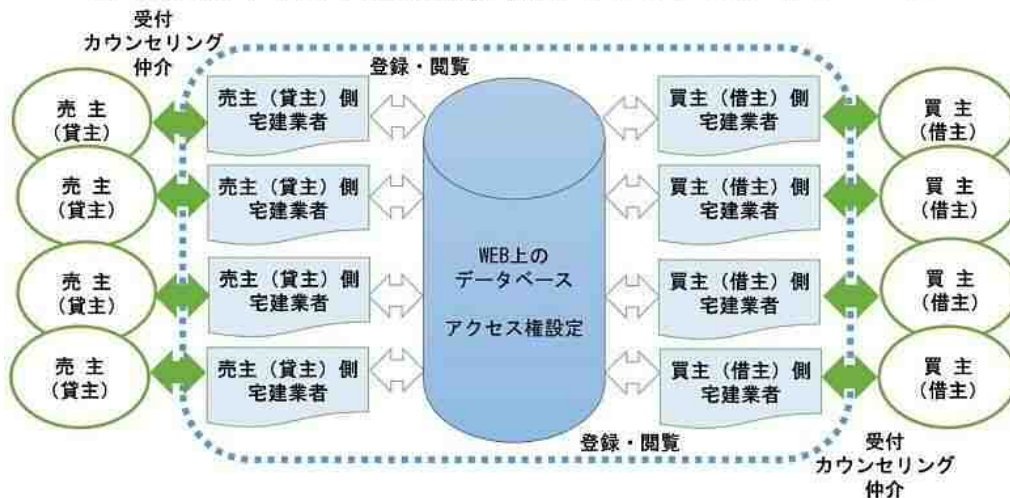 受付
カウンセリング
仲介
登録・閲覧
売 主
(貸主)
売主（貸主）側
宅建業者
買主（借主）側
宅建業者
買 主
(借主)
売 主
(貸主)
売主（貸主）側
宅建業者
買主（借主）側
宅建業者
買 主
(借主)
WEB上の
データベース
アクセス権設定
売 主
(貸主)
売主（貸主）側
宅建業者
買主（借主）側
宅建業者
買 主
(借主)
売 主
(貸主)
売主（貸主）側
宅建業者
買主（借主）側
宅建業者
買 主
(借主)
登録・閲覧
受付
カウンセリング
仲介